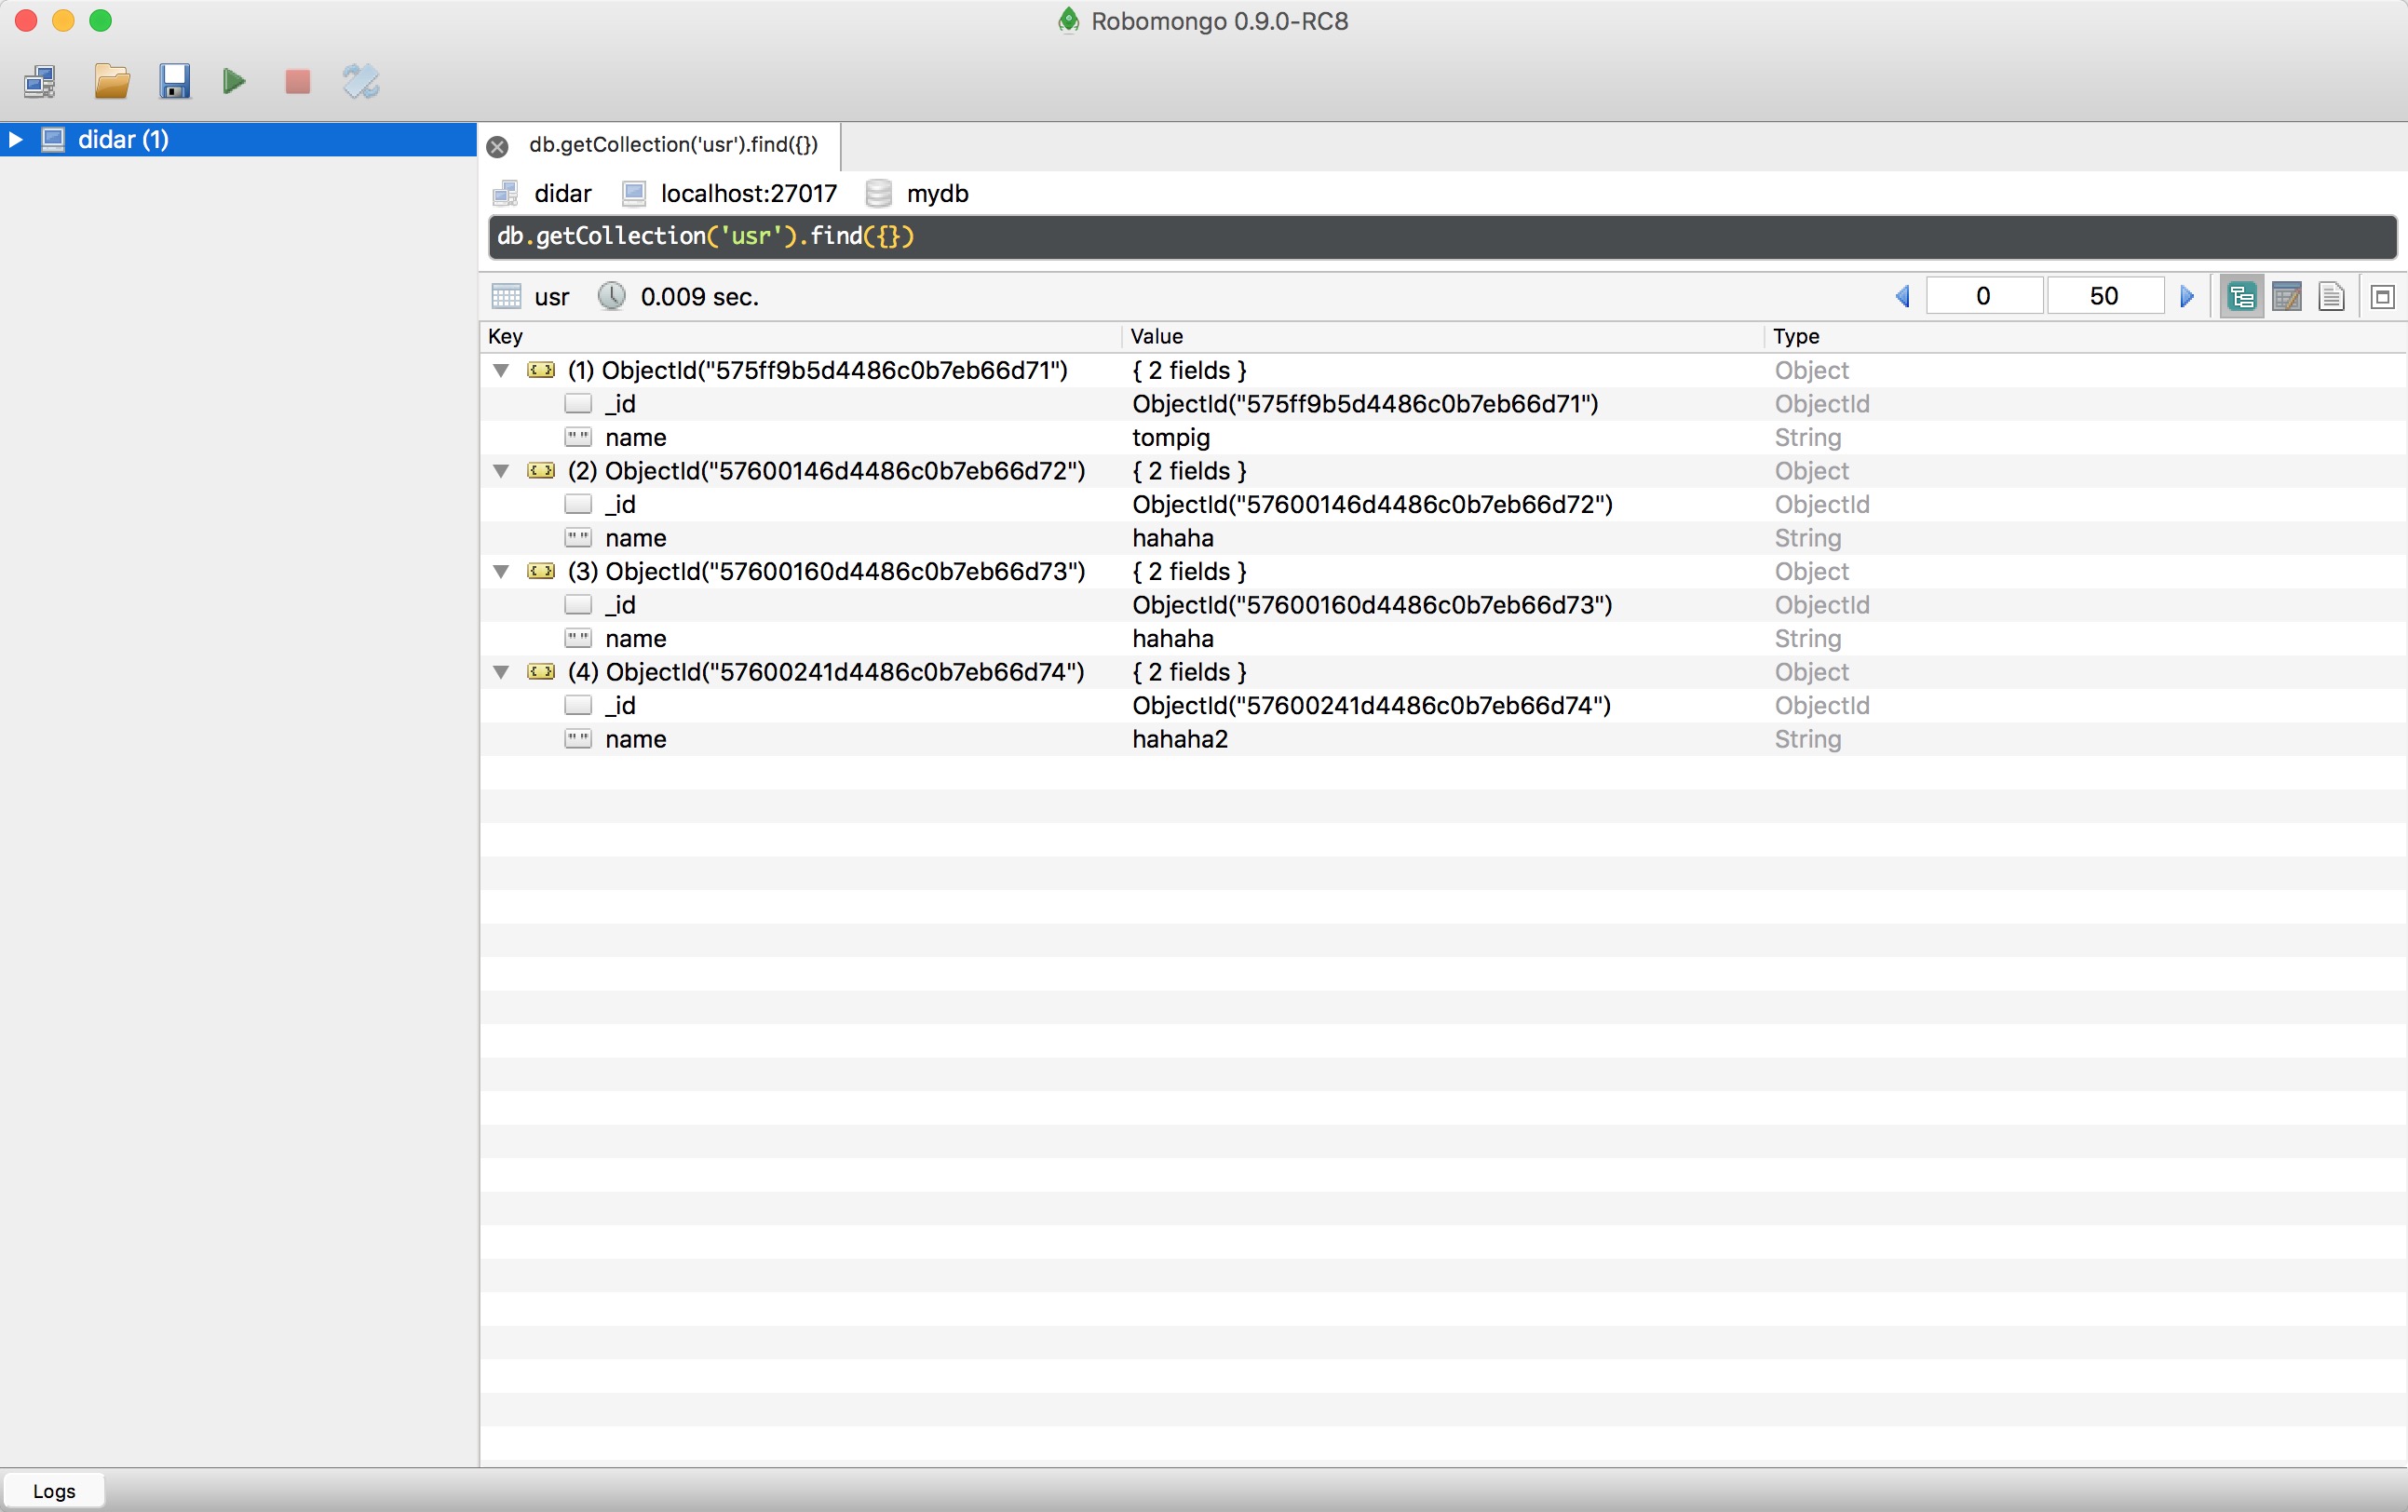 Robomongo 0.9.0-RC8
didar (1)
db.getCollection('usr').find({})
didar localhost:27017 mydb
db.getCollection('usr').find({})
usr 0.009 sec. 0 50
Key Value Type
(1) ObjectId("575ff9b5d4486c0b7eb66d71") { 2 fields } Object
_id ObjectId("575ff9b5d4486c0b7eb66d71") ObjectId
name tompig String
(2) ObjectId("57600146d4486c0b7eb66d72") { 2 fields } Object
_id ObjectId("57600146d4486c0b7eb66d72") ObjectId
name hahaha String
(3) ObjectId("57600160d4486c0b7eb66d73") { 2 fields } Object
_id ObjectId("57600160d4486c0b7eb66d73") ObjectId
name hahaha String
(4) ObjectId("57600241d4486c0b7eb66d74") { 2 fields } Object
_id ObjectId("57600241d4486c0b7eb66d74") ObjectId
name hahaha2 String
Logs